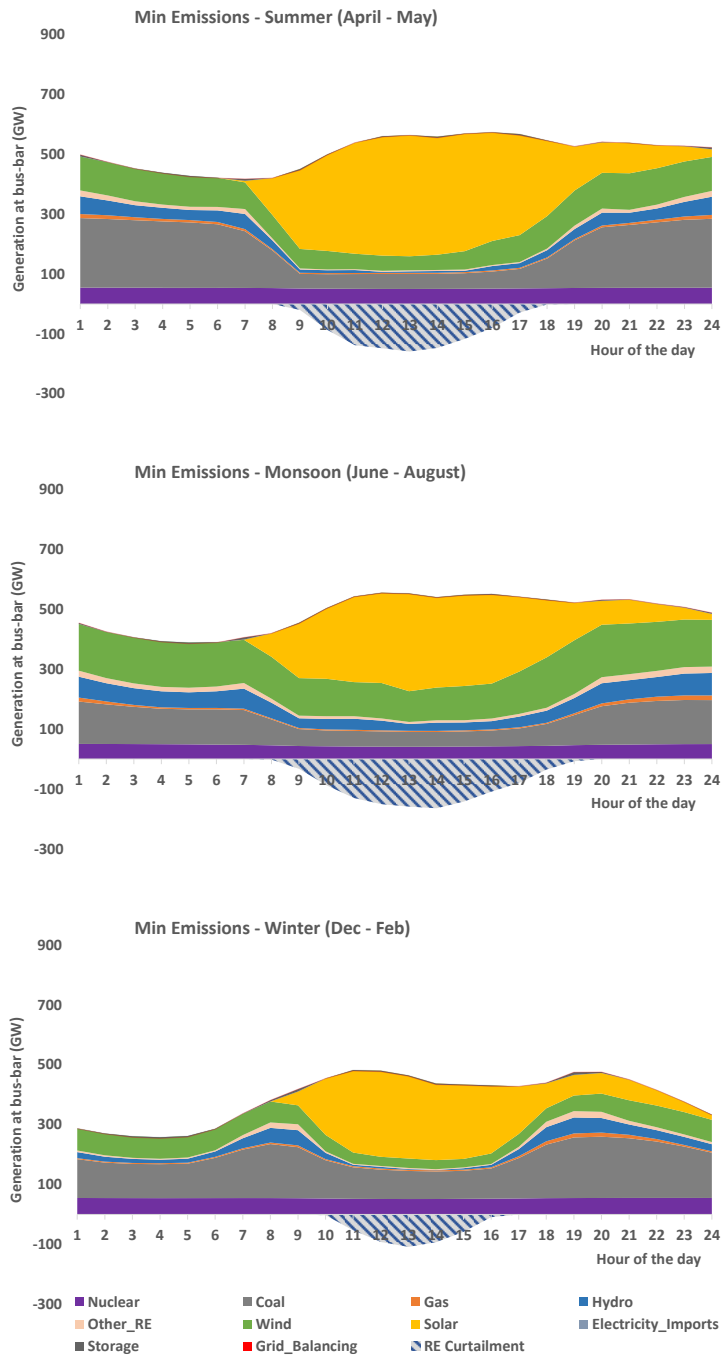 Min Emissions - Summer (April - May)
Generation at bus-bar (GW)
900
700
500
300
100
-100
-300
1 2 3 4 5 6 7 8 9 10 11 12 13 14 15 16 17 18 19 20 21 22 23 24
Hour of the day
Min Emissions - Monsoon (June - August)
Generation at bus-bar (GW)
900
700
500
300
100
-100
-300
1 2 3 4 5 6 7 8 9 10 11 12 13 14 15 16 17 18 19 20 21 22 23 24
Hour of the day
Min Emissions - Winter (Dec - Feb)
Generation at bus-bar (GW)
900
700
500
300
100
-100
-300
1 2 3 4 5 6 7 8 9 10 11 12 13 14 15 16 17 18 19 20 21 22 23 24
Hour of the day
Nuclear Coal Gas Hydro
Other_RE Wind Solar Electricity_Imports
Storage Grid_Balancing RE Curtailment